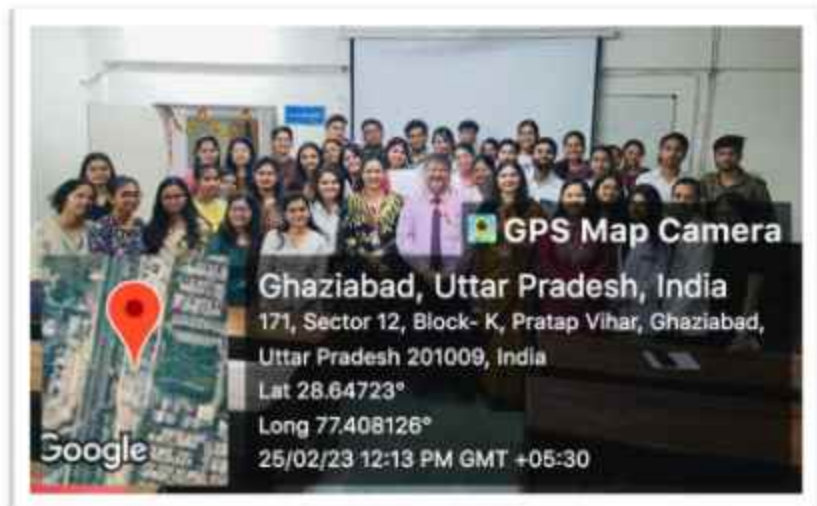 GPS Map Camera
Ghaziabad, Uttar Pradesh, India
171, Sector 12, Block- K, Pratap Vihar, Ghaziabad,
Uttar Pradesh 201009, India
Lat 28.64723°
Long 77.408126°
25/02/23 12:13 PM GMT +05:30
Google